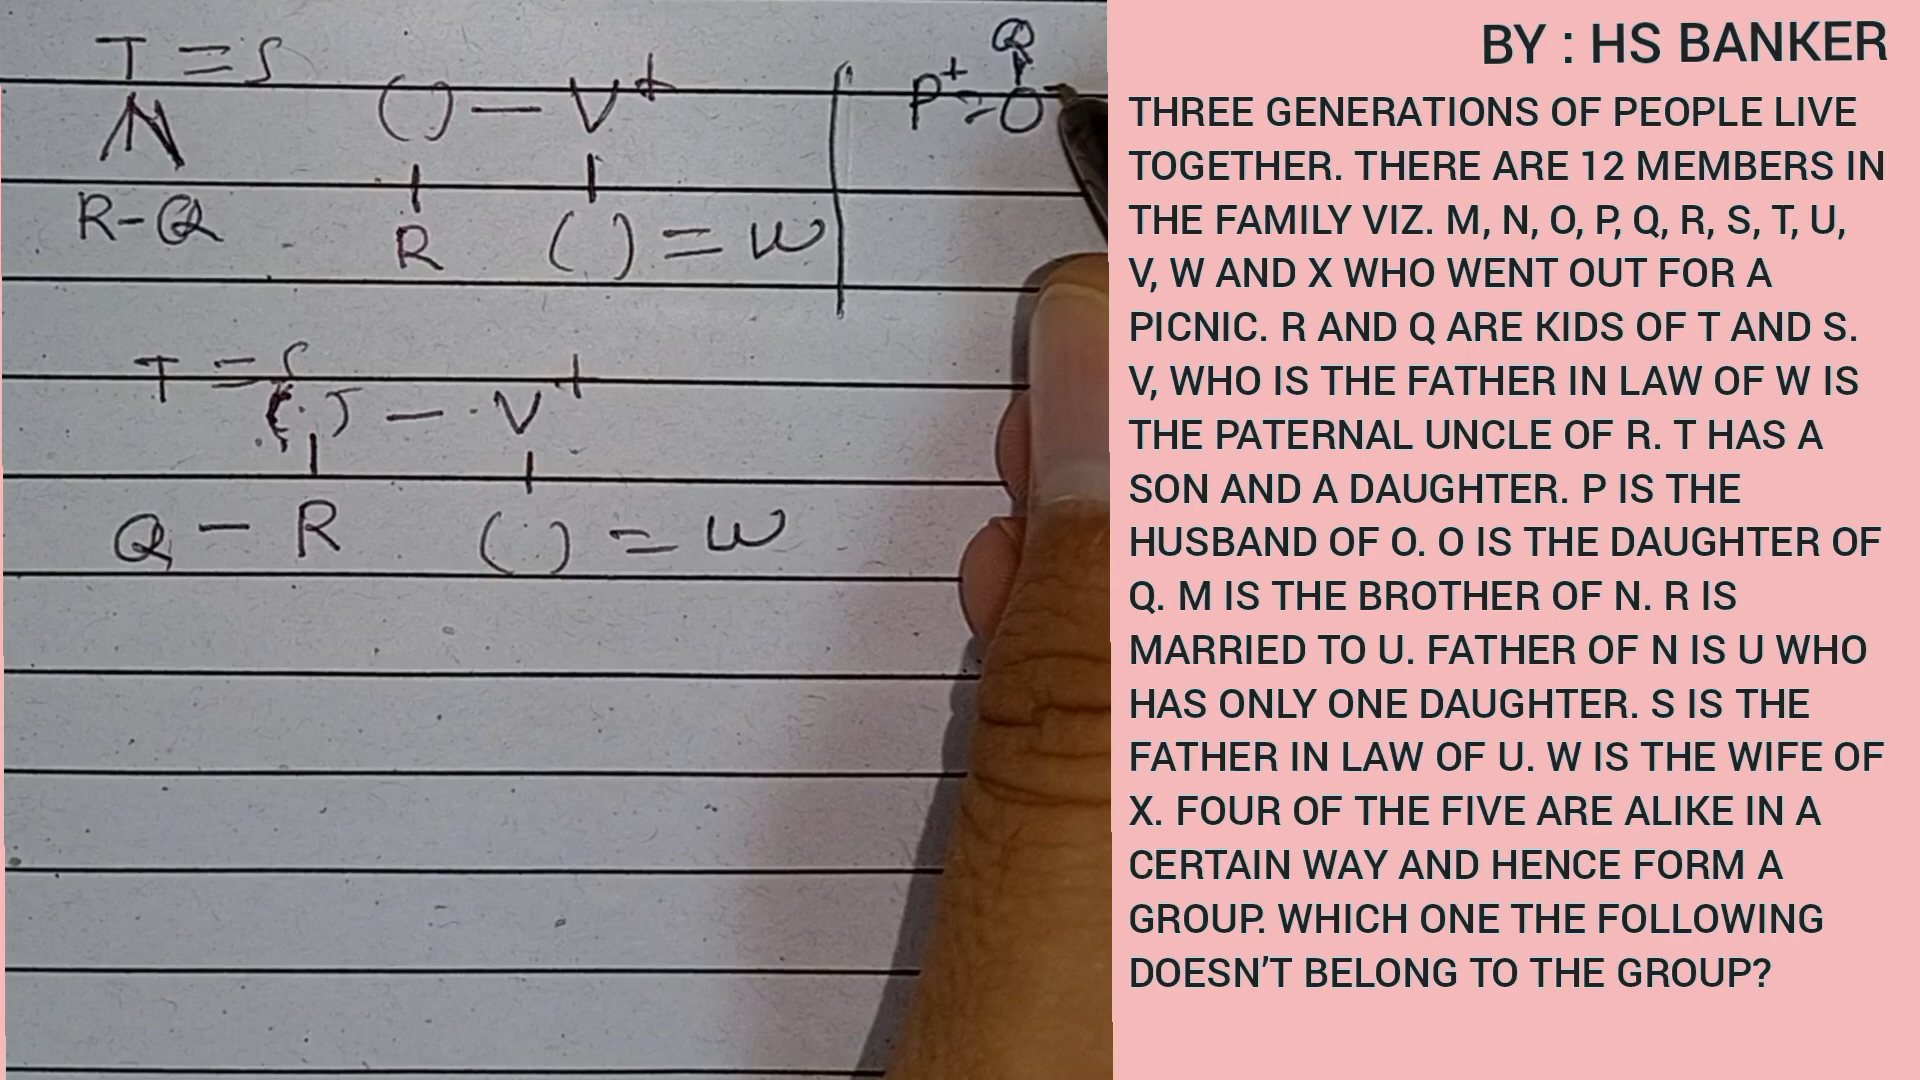 T = S
( ) - V+
R - Q
R
( ) = W
Q
P+ = O-
T = S
( ) - V+
Q - R
( ) = W
BY : HS BANKER
THREE GENERATIONS OF PEOPLE LIVE
TOGETHER. THERE ARE 12 MEMBERS IN
THE FAMILY VIZ. M, N, O, P, Q, R, S, T, U,
V, W AND X WHO WENT OUT FOR A
PICNIC. R AND Q ARE KIDS OF T AND S.
V, WHO IS THE FATHER IN LAW OF W IS
THE PATERNAL UNCLE OF R. T HAS A
SON AND A DAUGHTER. P IS THE
HUSBAND OF O. O IS THE DAUGHTER OF
Q. M IS THE BROTHER OF N. R IS
MARRIED TO U. FATHER OF N IS U WHO
HAS ONLY ONE DAUGHTER. S IS THE
FATHER IN LAW OF U. W IS THE WIFE OF
X. FOUR OF THE FIVE ARE ALIKE IN A
CERTAIN WAY AND HENCE FORM A
GROUP. WHICH ONE THE FOLLOWING
DOESN'T BELONG TO THE GROUP?